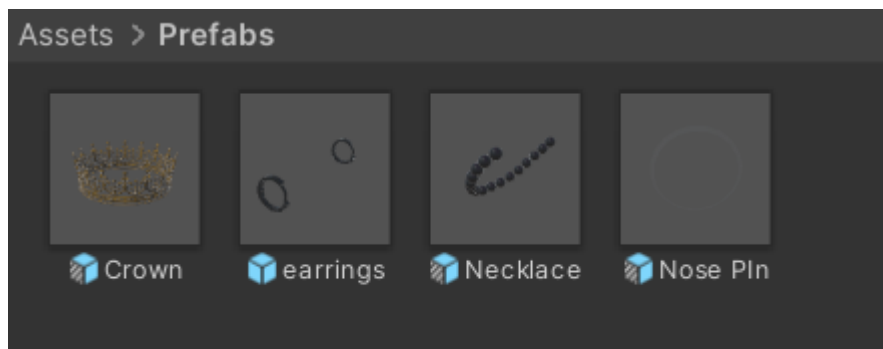 Assets > Prefabs
Crown
earrings
Necklace
Nose PIn